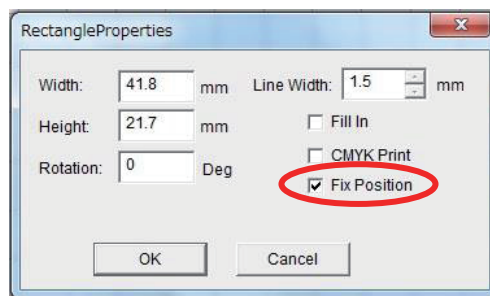 RectangleProperties
Width: 41.8 mm Line Width: 1.5 mm
Height: 21.7 mm Fill In
CMYK Print
Rotation: 0 Deg
Fix Position
OK Cancel